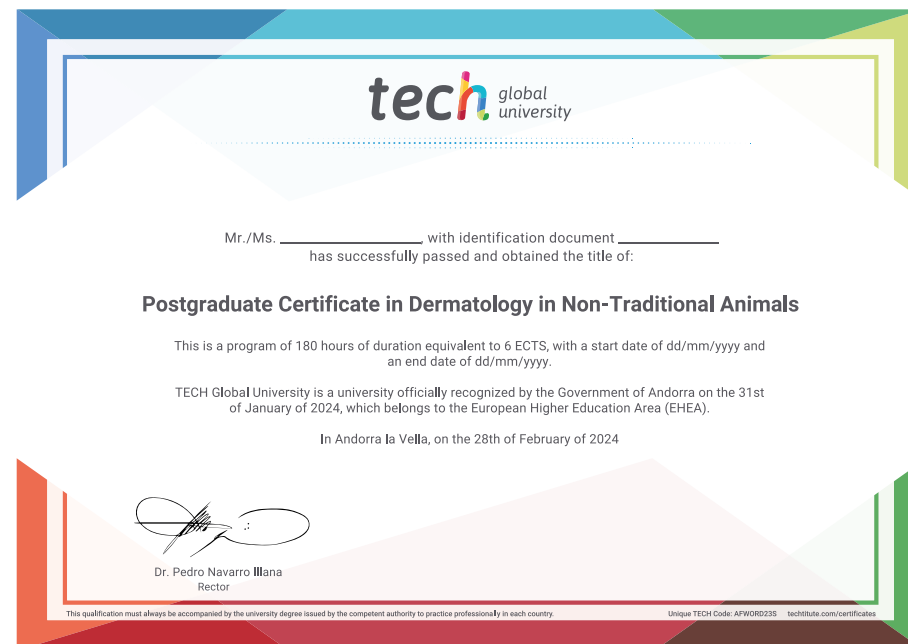 tech global university
Mr./Ms. ____________________, with identification document ______________
has successfully passed and obtained the title of:
Postgraduate Certificate in Dermatology in Non-Traditional Animals
This is a program of 180 hours of duration equivalent to 6 ECTS, with a start date of dd/mm/yyyy and
an end date of dd/mm/yyyy.
TECH Global University is a university officially recognized by the Government of Andorra on the 31st
of January of 2024, which belongs to the European Higher Education Area (EHEA).
In Andorra la Vella, on the 28th of February of 2024
Dr. Pedro Navarro Illana
Rector
This qualification must always be accompanied by the university degree issued by the competent authority to practice professionally in each country. Unique TECH Code: AFWORD23S techtitute.com/certificates